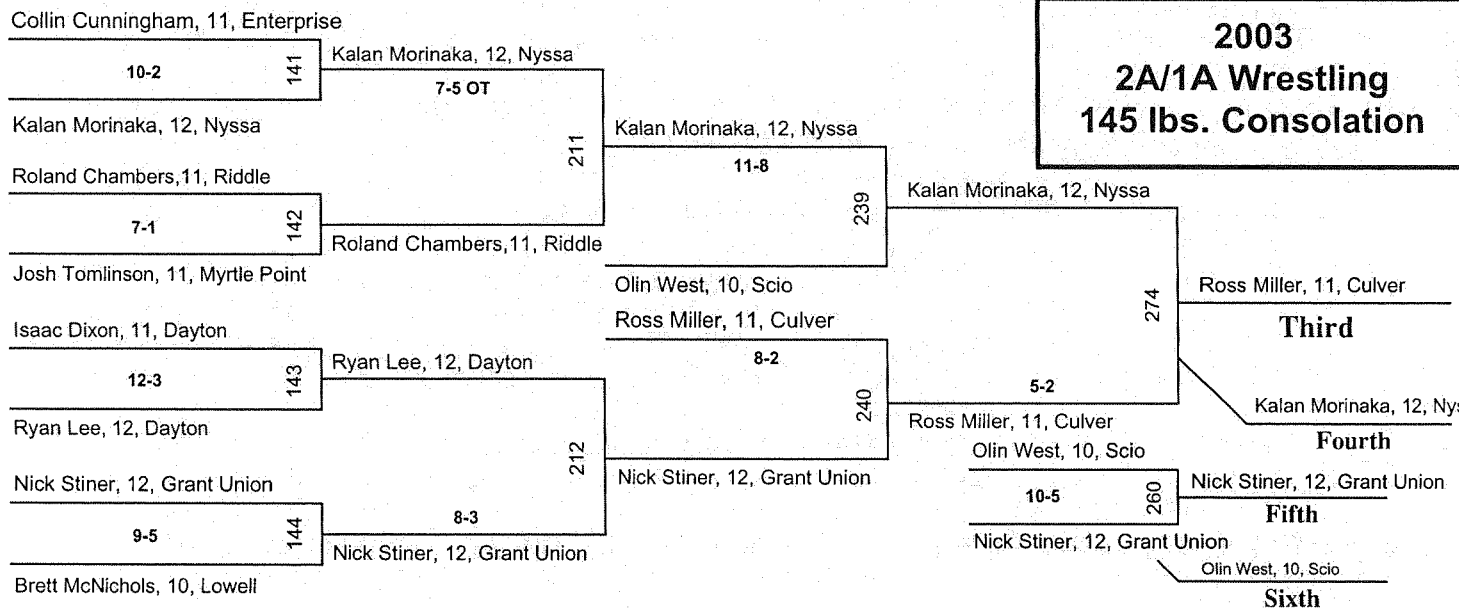 2003
2A/1A Wrestling
145 lbs. Consolation
Collin Cunningham, 11, Enterprise
10-2
141
Kalan Morinaka, 12, Nyssa
Roland Chambers,11, Riddle
7-1
142
Josh Tomlinson, 11, Myrtle Point
Isaac Dixon, 11, Dayton
12-3
143
Ryan Lee, 12, Dayton
Nick Stiner, 12, Grant Union
9-5
144
Brett McNichols, 10, Lowell
Kalan Morinaka, 12, Nyssa
7-5 OT
211
Roland Chambers,11, Riddle
Ryan Lee, 12, Dayton
212
8-3
Nick Stiner, 12, Grant Union
Kalan Morinaka, 12, Nyssa
11-8
239
Olin West, 10, Scio
Ross Miller, 11, Culver
8-2
240
Nick Stiner, 12, Grant Union
Kalan Morinaka, 12, Nyssa
274
5-2
Ross Miller, 11, Culver
Ross Miller, 11, Culver
Third
Kalan Morinaka, 12, Nys
Fourth
Olin West, 10, Scio
10-5
260
Nick Stiner, 12, Grant Union
Nick Stiner, 12, Grant Union
Fifth
Olin West, 10, Scio
Sixth